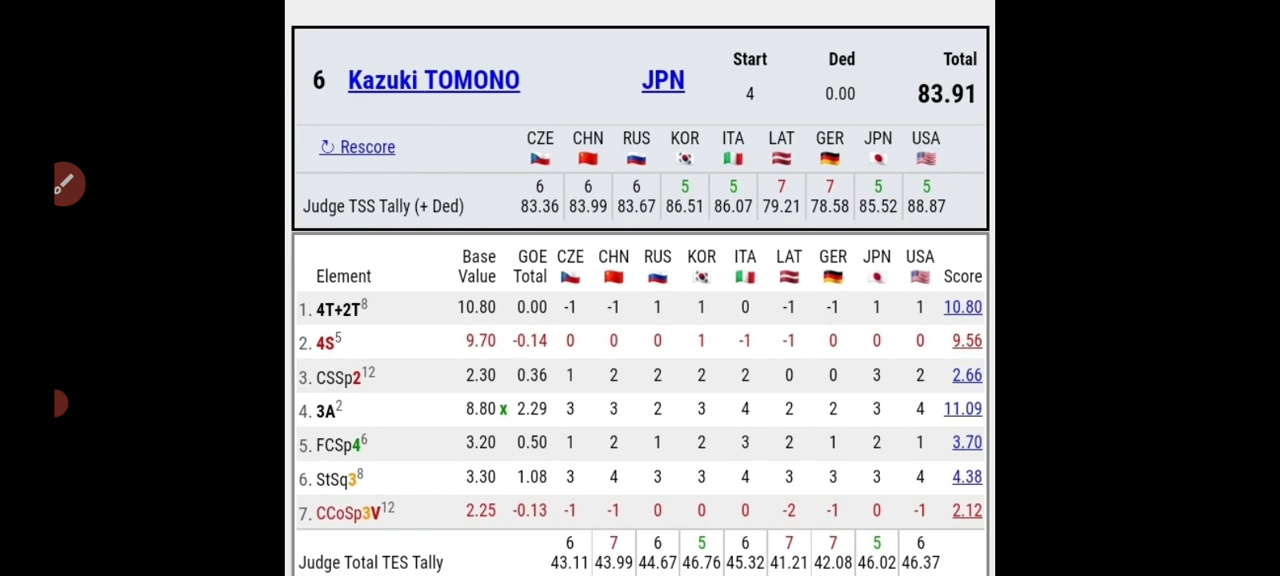 Start Ded Total
6 Kazuki TOMONO JPN 4 0.00 83.91
↻ Rescore CZE CHN RUS KOR ITA LAT GER JPN USA
6 6 6 5 5 7 7 5 5
Judge TSS Tally (+ Ded) 83.36 83.99 83.67 86.51 86.07 79.21 78.58 85.52 88.87
Base GOE CZE CHN RUS KOR ITA LAT GER JPN USA
Element Value Total Score
1. 4T+2T8 10.80 0.00 -1 -1 1 1 0 -1 -1 1 1 10.80
2. 4S5 9.70 -0.14 0 0 0 1 -1 -1 0 0 0 9.56
3. CSSp212 2.30 0.36 1 2 2 2 2 0 0 3 2 2.66
4. 3A2 8.80 x 2.29 3 3 2 3 4 2 2 3 4 11.09
5. FCSp46 3.20 0.50 1 2 1 2 3 2 1 2 1 3.70
6. StSq38 3.30 1.08 3 4 3 3 4 3 3 3 4 4.38
7. CCoSp3V12 2.25 -0.13 -1 -1 0 0 0 -2 -1 0 -1 2.12
6 7 6 5 6 7 7 5 6
Judge Total TES Tally 43.11 43.99 44.67 46.76 45.32 41.21 42.08 46.02 46.37